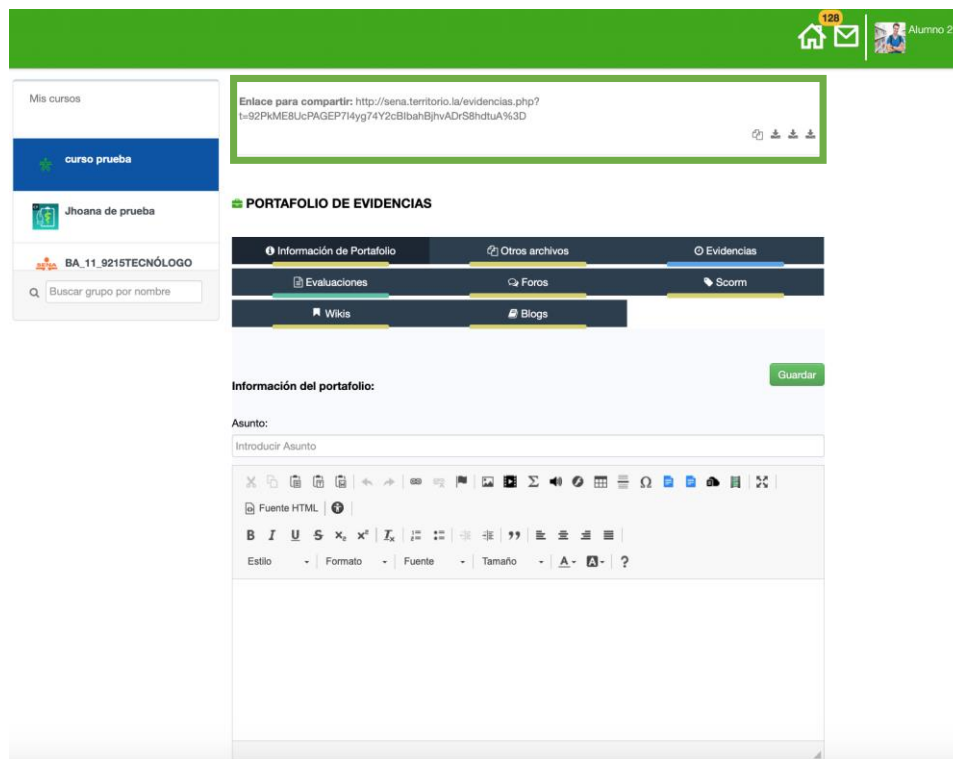 128
Alumno 2
Mis cursos
curso prueba
Jhoana de prueba
BA_11_9215TECNÓLOGO
Buscar grupo por nombre
Enlace para compartir: http://sena.territorio.la/evidencias.php?
t=92PkME8UcPAGEP7I4yg74Y2cBIbahBjhvADrS8hdtuA%3D
PORTAFOLIO DE EVIDENCIAS
Información de Portafolio
Otros archivos
Evidencias
Evaluaciones
Foros
Scorm
Wikis
Blogs
Guardar
Información del portafolio:
Asunto:
Introducir Asunto
Fuente HTML
Estilo
Formato
Fuente
Tamaño